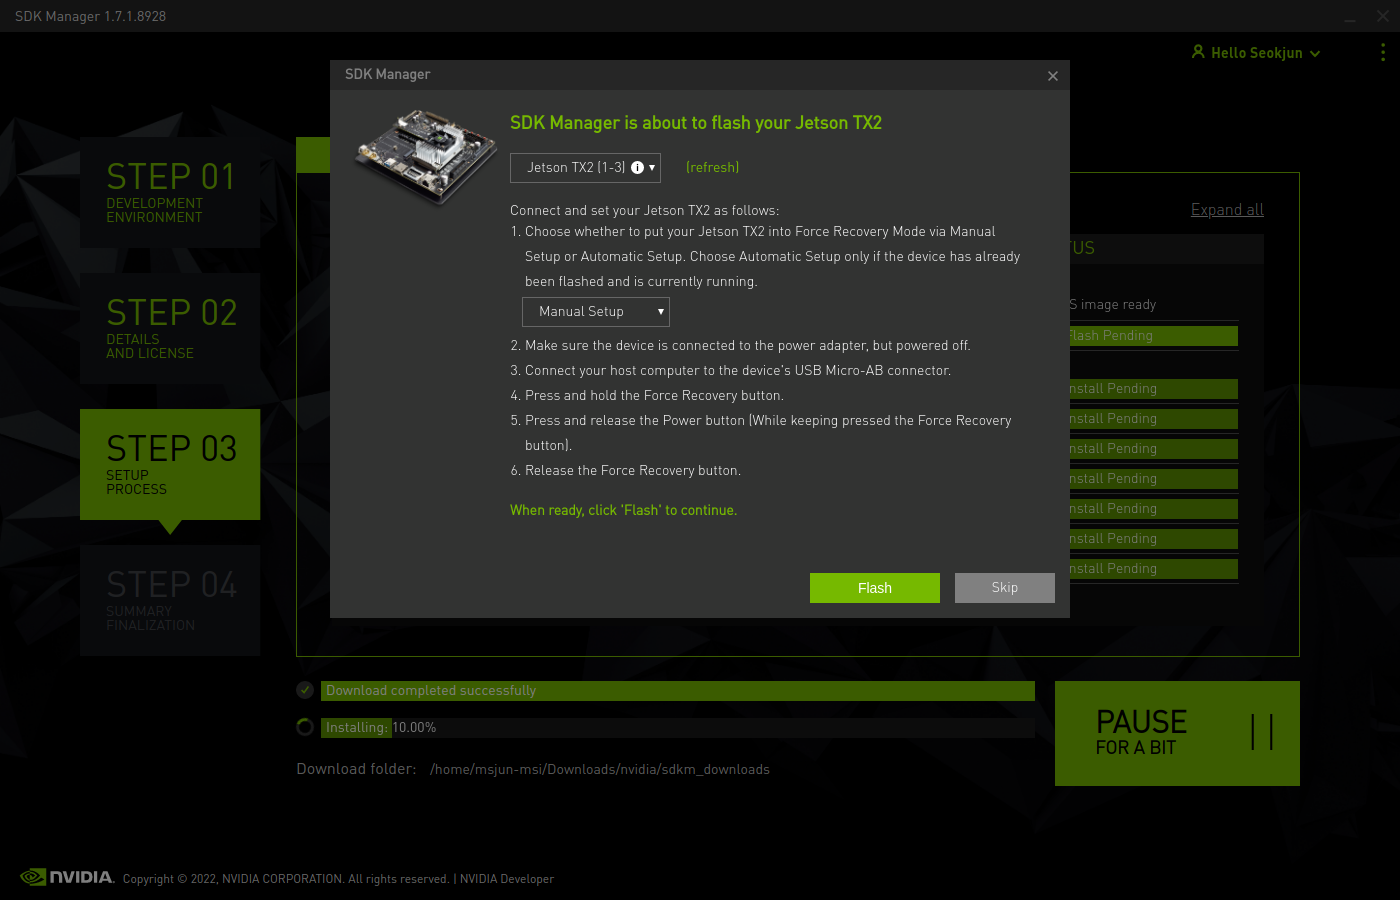 SDK Manager 1.7.1.8928
Hello Seokjun
SDK Manager
SDK Manager is about to flash your Jetson TX2
Jetson TX2 (1-3)
(refresh)
Connect and set your Jetson TX2 as follows:
1. Choose whether to put your Jetson TX2 into Force Recovery Mode via Manual
Setup or Automatic Setup. Choose Automatic Setup only if the device has already
been flashed and is currently running.
Manual Setup
2. Make sure the device is connected to the power adapter, but powered off.
3. Connect your host computer to the device's USB Micro-AB connector.
4. Press and hold the Force Recovery button.
5. Press and release the Power button (While keeping pressed the Force Recovery
button).
6. Release the Force Recovery button.
When ready, click 'Flash' to continue.
Flash
Skip
STEP 01
DEVELOPMENT
ENVIRONMENT
STEP 02
DETAILS
AND LICENSE
STEP 03
SETUP
PROCESS
STEP 04
SUMMARY
FINALIZATION
Expand all
TUS
S image ready
Flash Pending
nstall Pending
nstall Pending
nstall Pending
nstall Pending
nstall Pending
nstall Pending
nstall Pending
Download completed successfully
Installing: 10.00%
Download folder: /home/msjun-msi/Downloads/nvidia/sdkm_downloads
PAUSE
FOR A BIT
NVIDIA. Copyright © 2022, NVIDIA CORPORATION. All rights reserved. | NVIDIA Developer